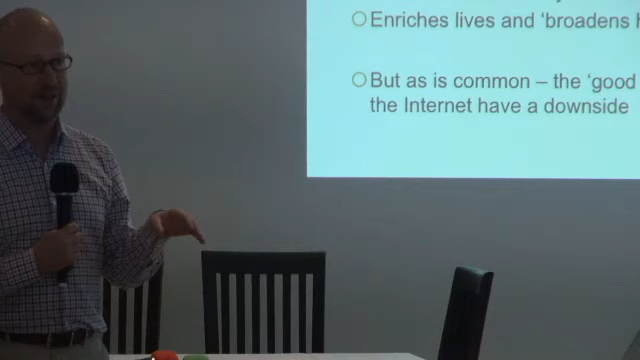 Enriches lives and 'broadens
But as is common – the 'good
the Internet have a downside